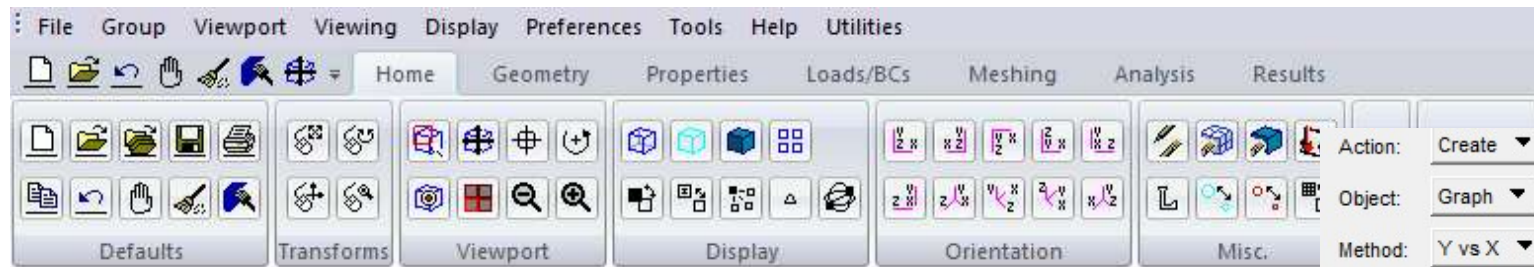 File Group Viewport Viewing Display Preferences Tools Help Utilities
Home Geometry Properties Loads/BCs Meshing Analysis Results
Action: Create
Object: Graph
Method: Y vs X
Defaults Transforms Viewport Display Orientation Misc.